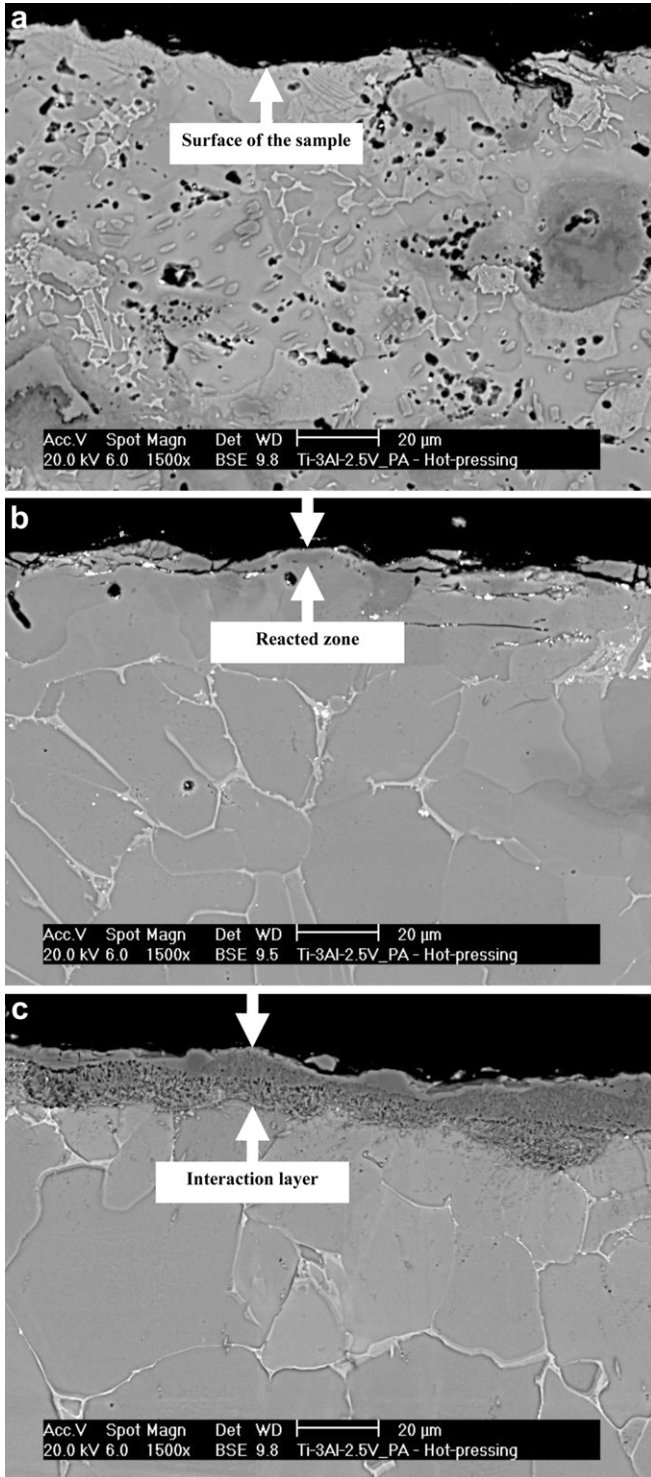 a
Surface of the sample
Acc.V Spot Magn Det WD 20 µm
20.0 kV 6.0 1500x BSE 9.8 Ti-3Al-2.5V_PA - Hot-pressing
b
Reacted zone
Acc.V Spot Magn Det WD 20 µm
20.0 kV 6.0 1500x BSE 9.5 Ti-3Al-2.5V_PA - Hot-pressing
c
Interaction layer
Acc.V Spot Magn Det WD 20 µm
20.0 kV 6.0 1500x BSE 9.8 Ti-3Al-2.5V_PA - Hot-pressing